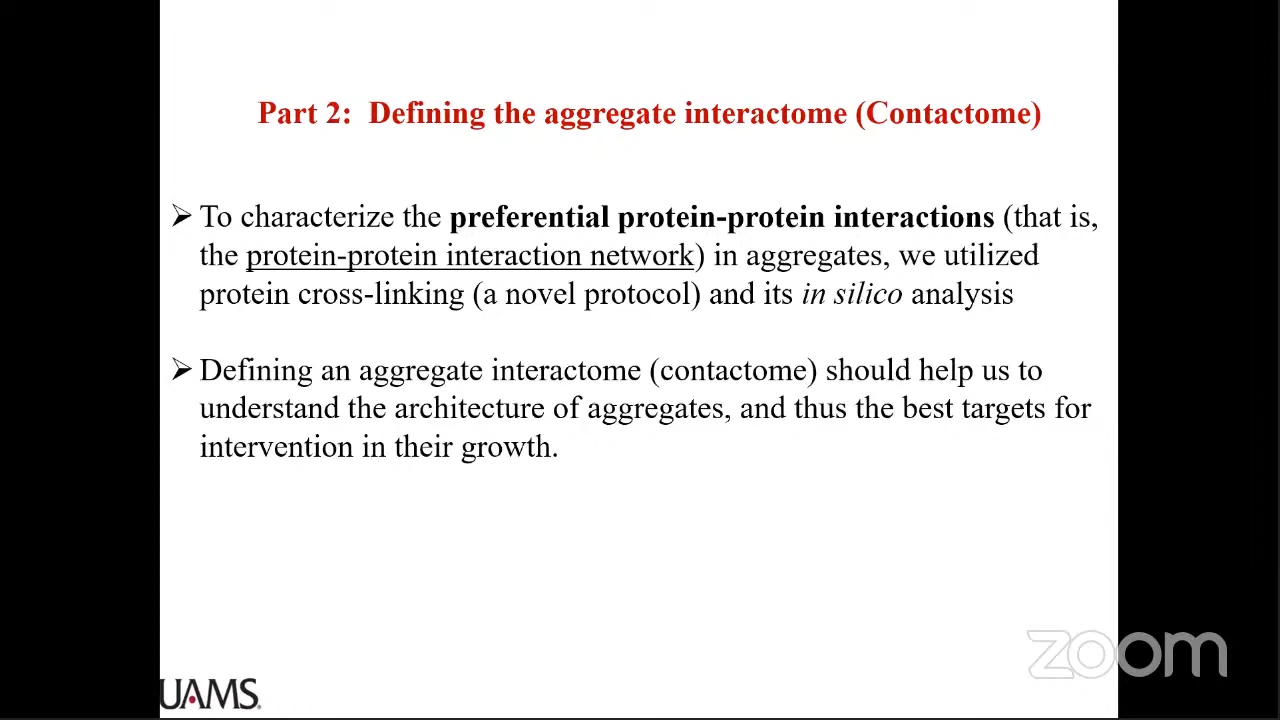 Part 2: Defining the aggregate interactome (Contactome)
➢ To characterize the preferential protein-protein interactions (that is,
the protein-protein interaction network) in aggregates, we utilized
protein cross-linking (a novel protocol) and its in silico analysis
➢ Defining an aggregate interactome (contactome) should help us to
understand the architecture of aggregates, and thus the best targets for
intervention in their growth.
zoom
UAMS